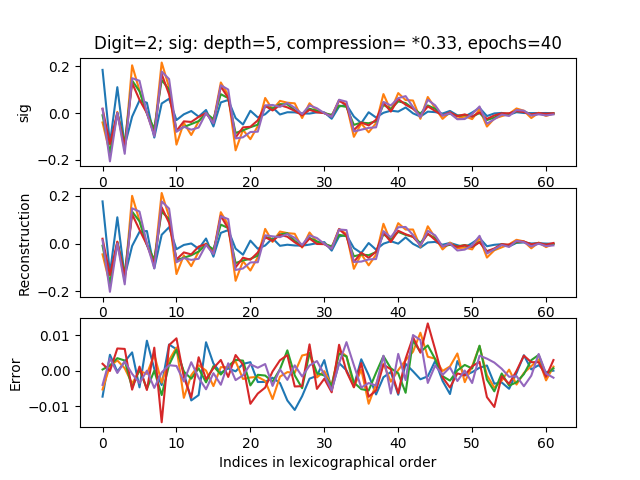 Digit=2; sig: depth=5, compression= *0.33, epochs=40
sig
0.2
0.0
−0.2
0 10 20 30 40 50 60
Reconstruction
0.2
0.0
−0.2
0 10 20 30 40 50 60
Error
0.01
0.00
−0.01
0 10 20 30 40 50 60
Indices in lexicographical order